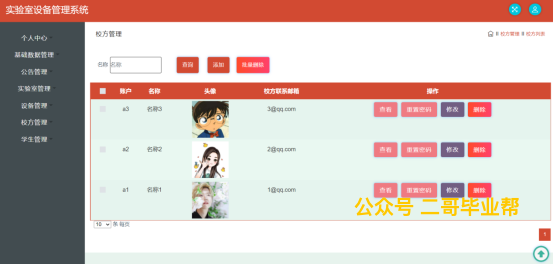 实验室设备管理系统
个人中心
基础数据管理
公告管理
实验室管理
设备管理
校方管理
学生管理
校方管理
校方管理 校方列表
名称 名称 查询 添加 批量删除
账户 名称 头像 校方联系邮箱 操作
a3 名称3 3@qq.com 查看 重置密码 修改 删除
a2 名称2 2@qq.com 查看 重置密码 修改 删除
a1 名称1 1@qq.com 查看 重置密码 修改 删除
公众号 二哥毕业帮
10 条 每页
1